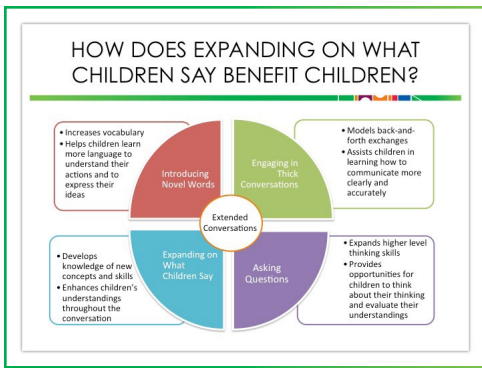 HOW DOES EXPANDING ON WHAT
CHILDREN SAY BENEFIT CHILDREN?
• Increases vocabulary
• Helps children learn
more language to
understand their
actions and to
express their
ideas
Introducing
Novel Words
Engaging in
Thick
Conversations
• Models back-and-
forth exchanges
• Assists children in
learning how to
communicate more
clearly and
accurately
Extended
Conversations
• Develops
knowledge of new
concepts and skills
• Enhances children's
understandings
throughout the
conversation
Expanding on
What
Children Say
Asking
Questions
• Expands higher level
thinking skills
• Provides
opportunities for
children to think
about their thinking
and evaluate their
understandings